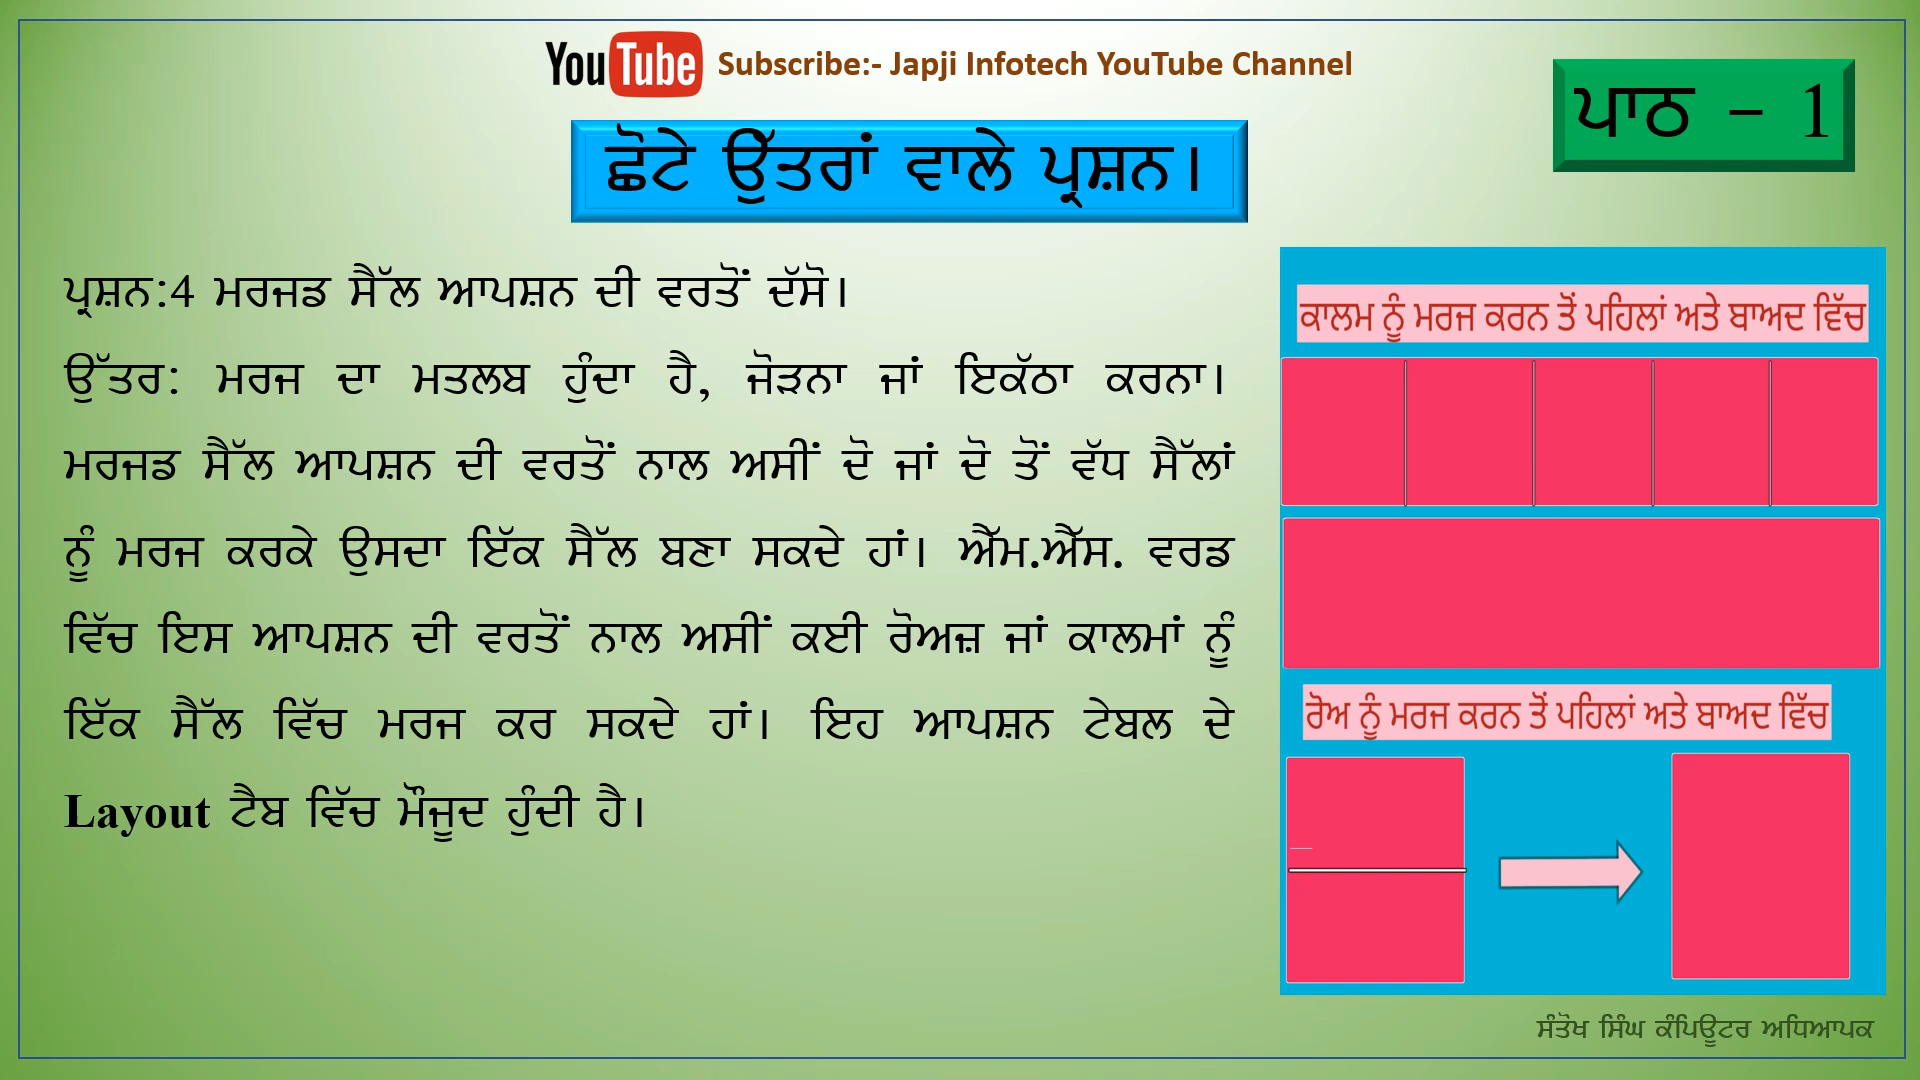 YouTube Subscribe:- Japji Infotech YouTube Channel
ਪਾਠ – 1
ਛੋਟੇ ਉੱਤਰਾਂ ਵਾਲੇ ਪ੍ਰਸ਼ਨ।
ਪ੍ਰਸ਼ਨ:4 ਮਰਜਡ ਸੈੱਲ ਆਪਸ਼ਨ ਦੀ ਵਰਤੋਂ ਦੱਸੋ।
ਉੱਤਰ: ਮਰਜ ਦਾ ਮਤਲਬ ਹੁੰਦਾ ਹੈ, ਜੋੜਨਾ ਜਾਂ ਇਕੱਠਾ ਕਰਨਾ।
ਮਰਜਡ ਸੈੱਲ ਆਪਸ਼ਨ ਦੀ ਵਰਤੋਂ ਨਾਲ ਅਸੀਂ ਦੋ ਜਾਂ ਦੋ ਤੋਂ ਵੱਧ ਸੈੱਲਾਂ
ਨੂੰ ਮਰਜ ਕਰਕੇ ਉਸਦਾ ਇੱਕ ਸੈੱਲ ਬਣਾ ਸਕਦੇ ਹਾਂ। ਐੱਮ.ਐੱਸ. ਵਰਡ
ਵਿੱਚ ਇਸ ਆਪਸ਼ਨ ਦੀ ਵਰਤੋਂ ਨਾਲ ਅਸੀਂ ਕਈ ਰੋਅਜ਼ ਜਾਂ ਕਾਲਮਾਂ ਨੂੰ
ਇੱਕ ਸੈੱਲ ਵਿੱਚ ਮਰਜ ਕਰ ਸਕਦੇ ਹਾਂ। ਇਹ ਆਪਸ਼ਨ ਟੇਬਲ ਦੇ
Layout ਟੈਬ ਵਿੱਚ ਮੌਜੂਦ ਹੁੰਦੀ ਹੈ।
ਕਾਲਮ ਨੂੰ ਮਰਜ ਕਰਨ ਤੋਂ ਪਹਿਲਾਂ ਅਤੇ ਬਾਅਦ ਵਿੱਚ
ਰੋਅ ਨੂੰ ਮਰਜ ਕਰਨ ਤੋਂ ਪਹਿਲਾਂ ਅਤੇ ਬਾਅਦ ਵਿੱਚ
ਸੰਤੋਖ ਸਿੰਘ ਕੰਪਿਊਟਰ ਅਧਿਆਪਕ